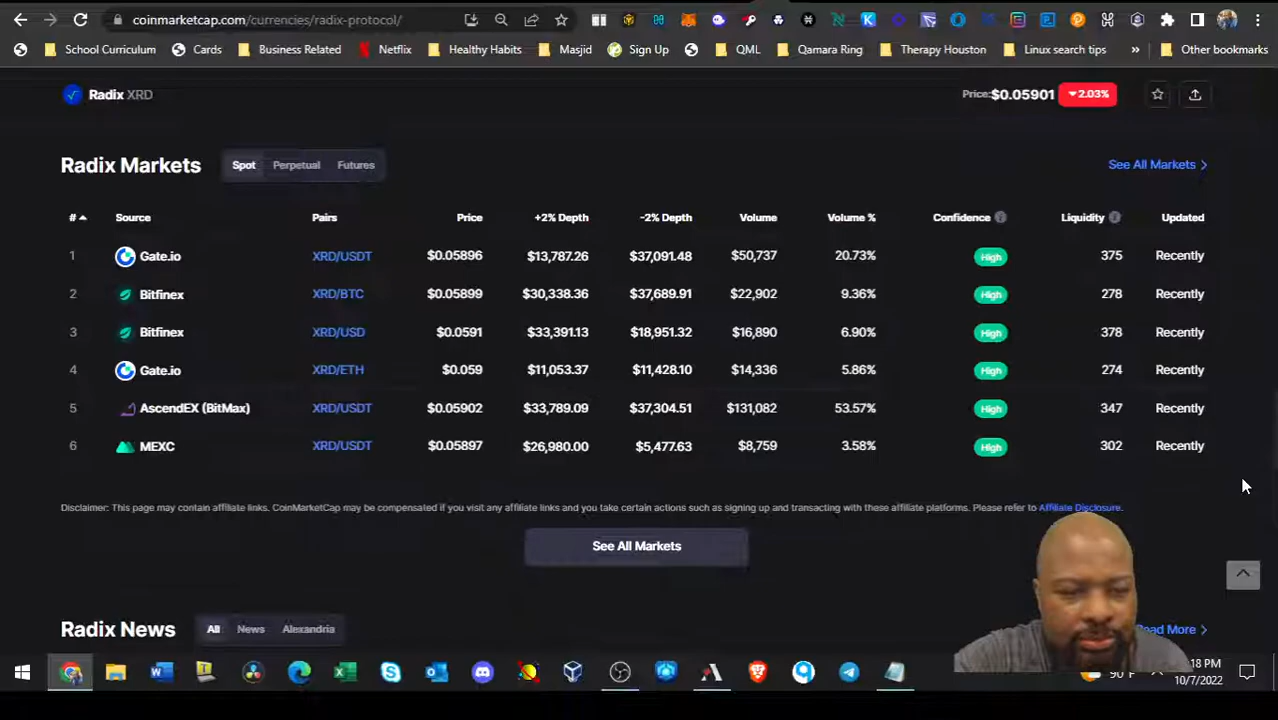 coinmarketcap.com/currencies/radix-protocol/
School Curriculum Cards Business Related Netflix Healthy Habits Masjid Sign Up QML Qamara Ring Therapy Houston Linux search tips » Other bookmarks
Radix XRD Price:$0.05901 2.03%
Radix Markets Spot Perpetual Futures See All Markets
# Source Pairs Price +2% Depth -2% Depth Volume Volume % Confidence Liquidity Updated
1 Gate.io XRD/USDT $0.05896 $13,787.26 $37,091.48 $50,737 20.73% High 375 Recently
2 Bitfinex XRD/BTC $0.05899 $30,338.36 $37,689.91 $22,902 9.36% High 278 Recently
3 Bitfinex XRD/USD $0.0591 $33,391.13 $18,951.32 $16,890 6.90% High 378 Recently
4 Gate.io XRD/ETH $0.059 $11,053.37 $11,428.10 $14,336 5.86% High 274 Recently
5 AscendEX (BitMax) XRD/USDT $0.05902 $33,789.09 $37,304.51 $131,082 53.57% High 347 Recently
6 MEXC XRD/USDT $0.05897 $26,980.00 $5,477.63 $8,759 3.58% High 302 Recently
Disclaimer: This page may contain affiliate links. CoinMarketCap may be compensated if you visit any affiliate links and you take certain actions such as signing up and transacting with these affiliate platforms. Please refer to Affiliate Disclosure.
See All Markets
Radix News All News Alexandria Read More
90°F 18 PM
10/7/2022